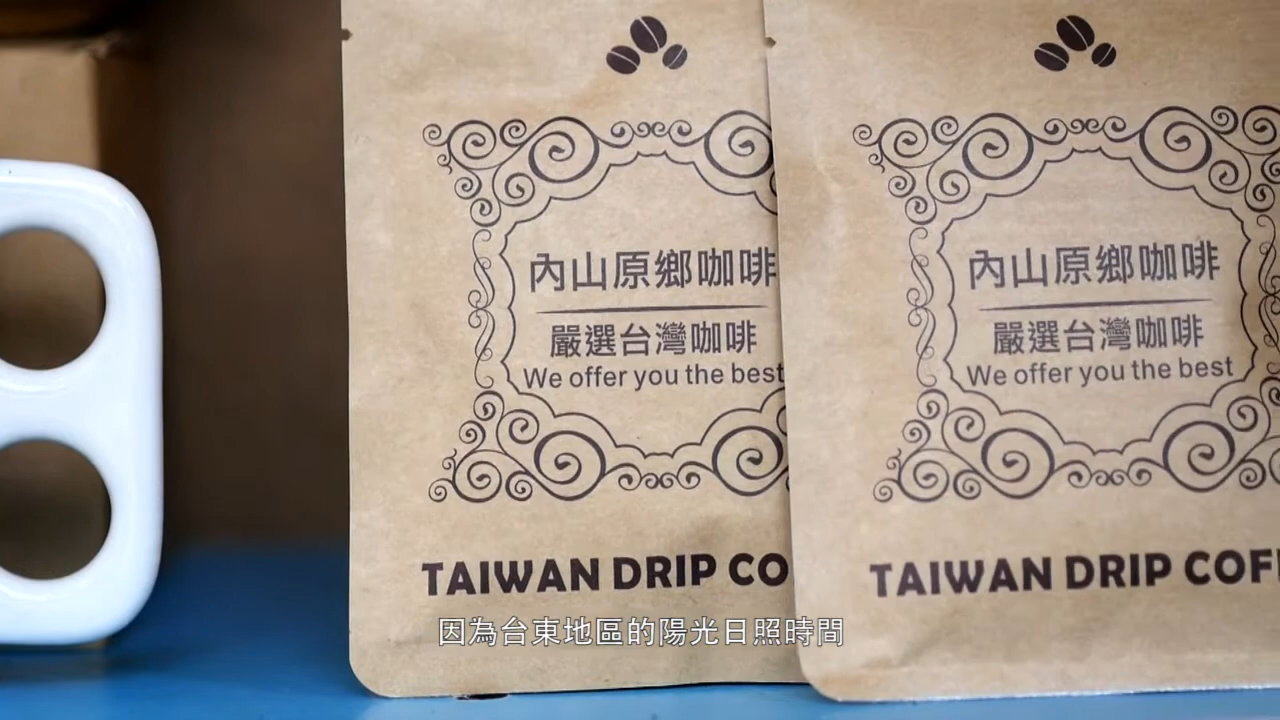 內山原鄉咖啡
嚴選台灣咖啡
We offer you the best
TAIWAN DRIP CO
內山原鄉咖啡
嚴選台灣咖啡
We offer you the best
TAIWAN DRIP COF
因為台東地區的陽光日照時間